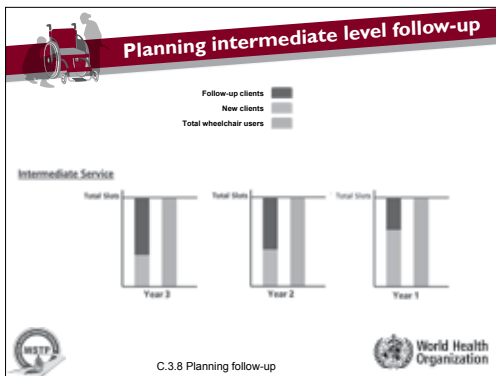 Planning intermediate level follow-up
Follow-up clients
New clients
Total wheelchair users
Intermediate Service
Total Slots
Total Slots
Total Slots
Year 3
Year 2
Year 1
WSTP
C.3.8 Planning follow-up
World Health
Organization